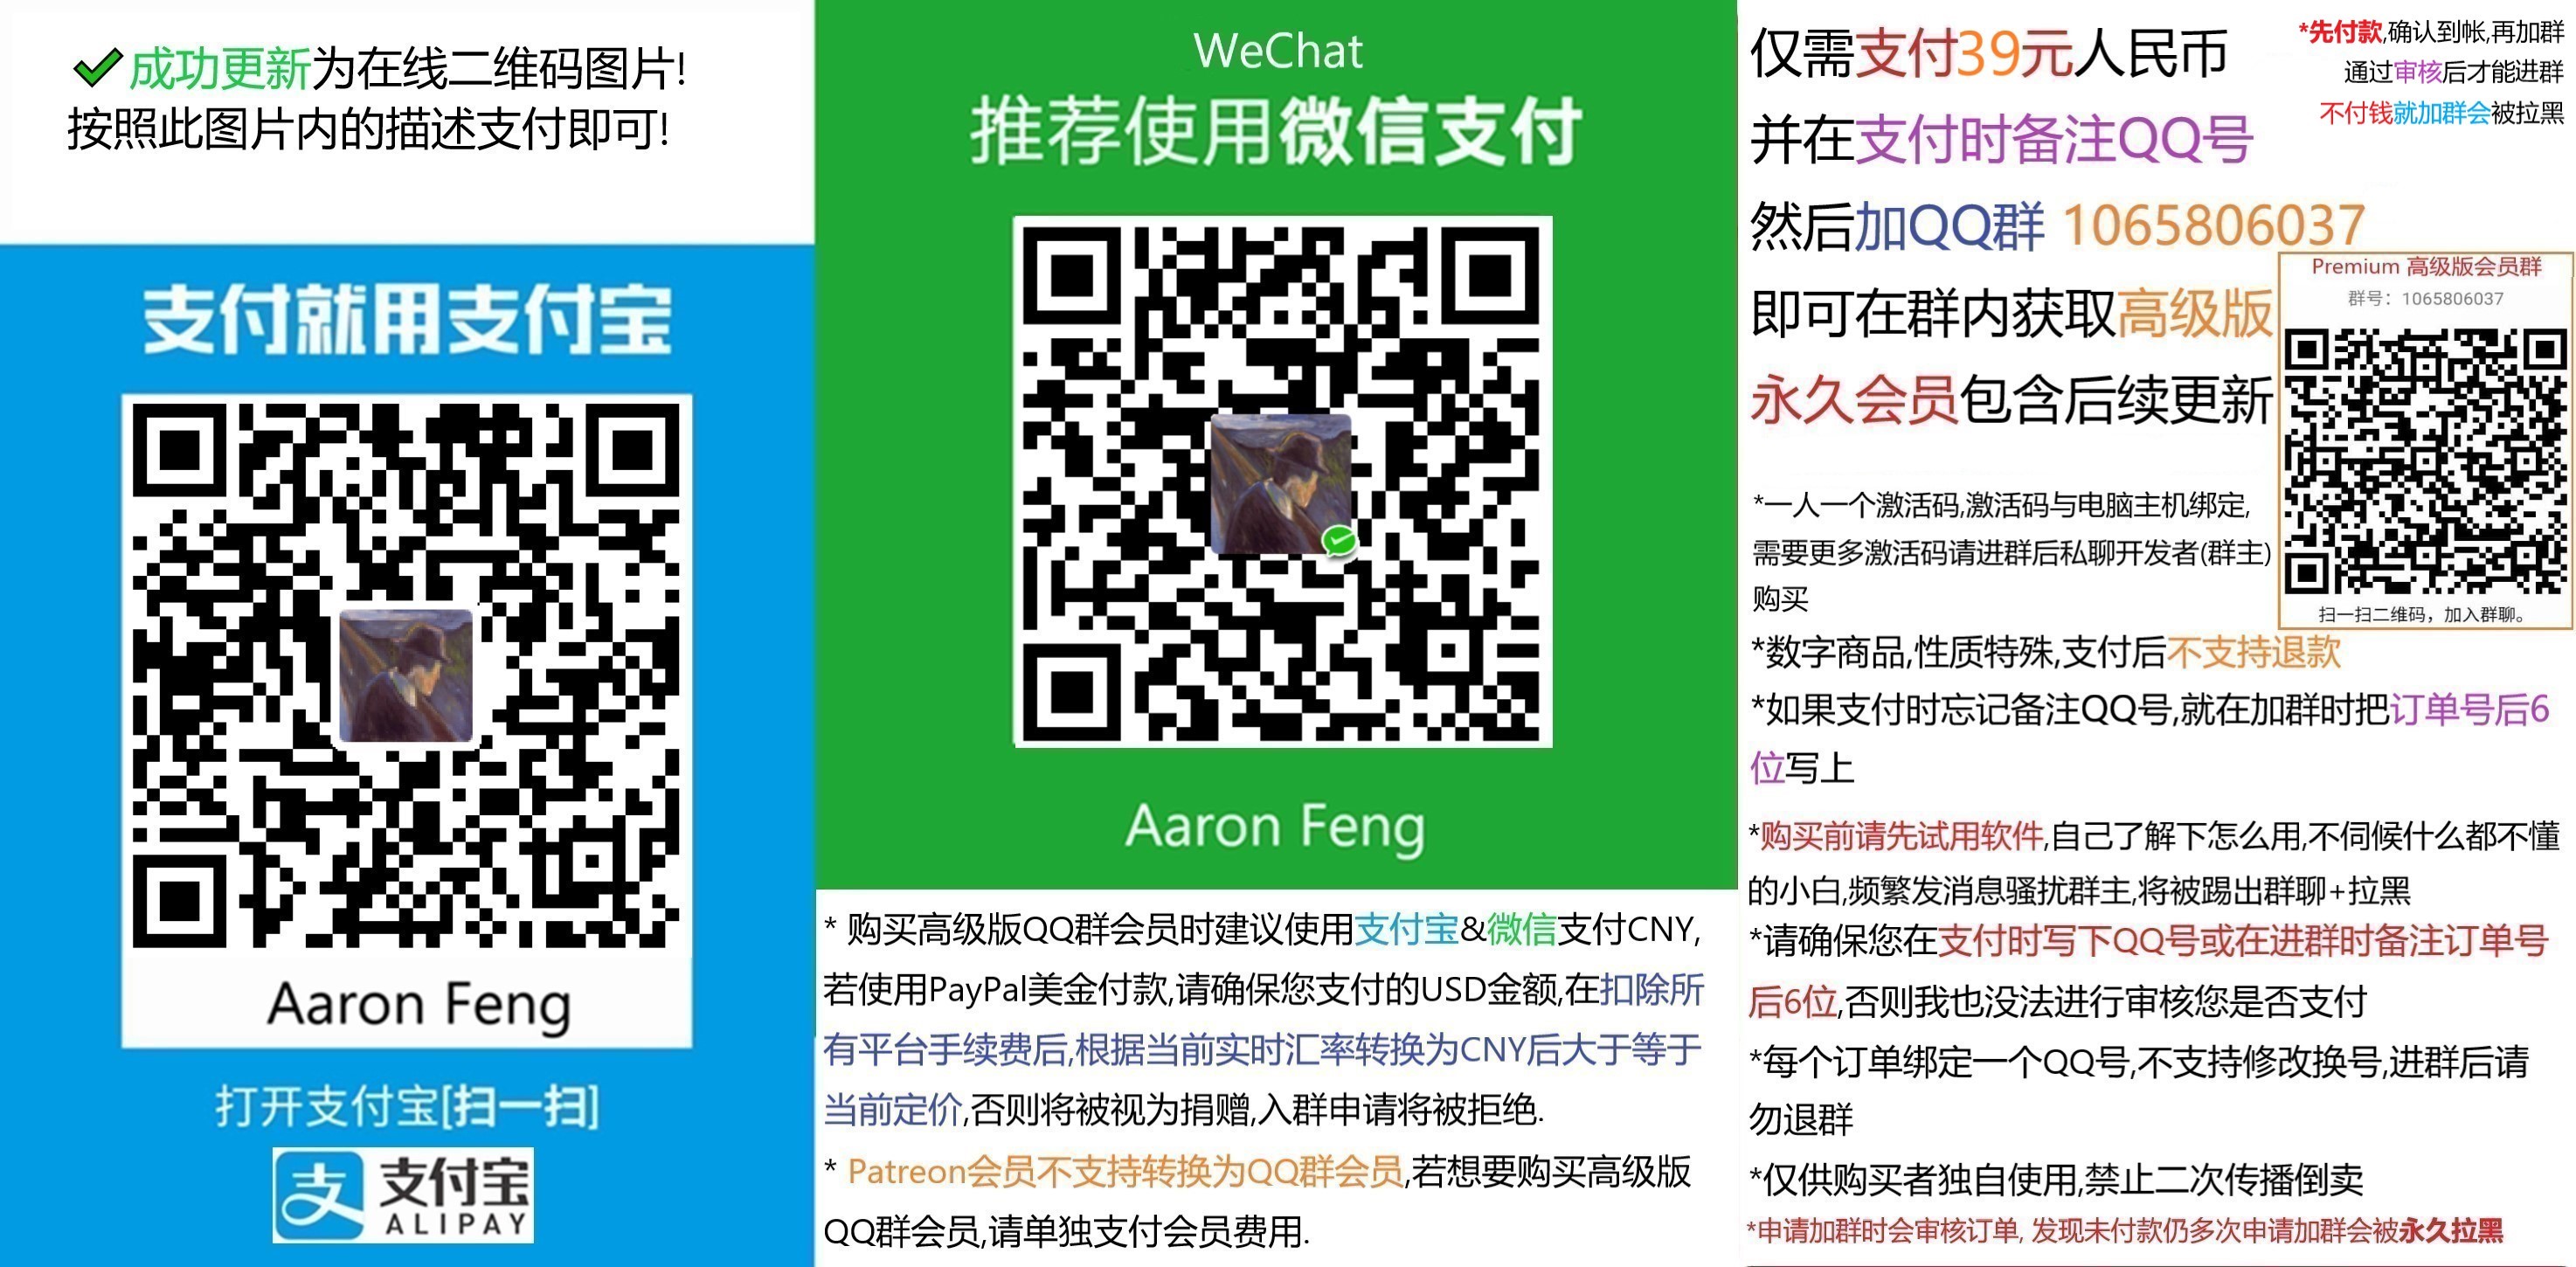 成功更新为在线二维码图片!
按照此图片内的描述支付即可!
支付就用支付宝
Aaron Feng
打开支付宝[扫一扫]
支 支付宝
ALIPAY
WeChat
推荐使用微信支付
Aaron Feng
* 购买高级版QQ群会员时建议使用支付宝&微信支付CNY,
若使用PayPal美金付款,请确保您支付的USD金额,在扣除所
有平台手续费后,根据当前实时汇率转换为CNY后大于等于
当前定价,否则将被视为捐赠,入群申请将被拒绝.
* Patreon会员不支持转换为QQ群会员,若想要购买高级版
QQ群会员,请单独支付会员费用.
仅需支付39元人民币
并在支付时备注QQ号
然后加QQ群 1065806037
即可在群内获取高级版
永久会员包含后续更新
*先付款,确认到帐,再加群
通过审核后才能进群
不付钱就加群会被拉黑
Premium 高级版会员群
群号：1065806037
扫一扫二维码，加入群聊。
*一人一个激活码,激活码与电脑主机绑定,
需要更多激活码请进群后私聊开发者(群主)
购买
*数字商品,性质特殊,支付后不支持退款
*如果支付时忘记备注QQ号,就在加群时把订单号后6
位写上
*购买前请先试用软件,自己了解下怎么用,不伺候什么都不懂
的小白,频繁发消息骚扰群主,将被踢出群聊+拉黑
*请确保您在支付时写下QQ号或在进群时备注订单号
后6位,否则我也没法进行审核您是否支付
*每个订单绑定一个QQ号,不支持修改换号,进群后请
勿退群
*仅供购买者独自使用,禁止二次传播倒卖
*申请加群时会审核订单, 发现未付款仍多次申请加群会被永久拉黑